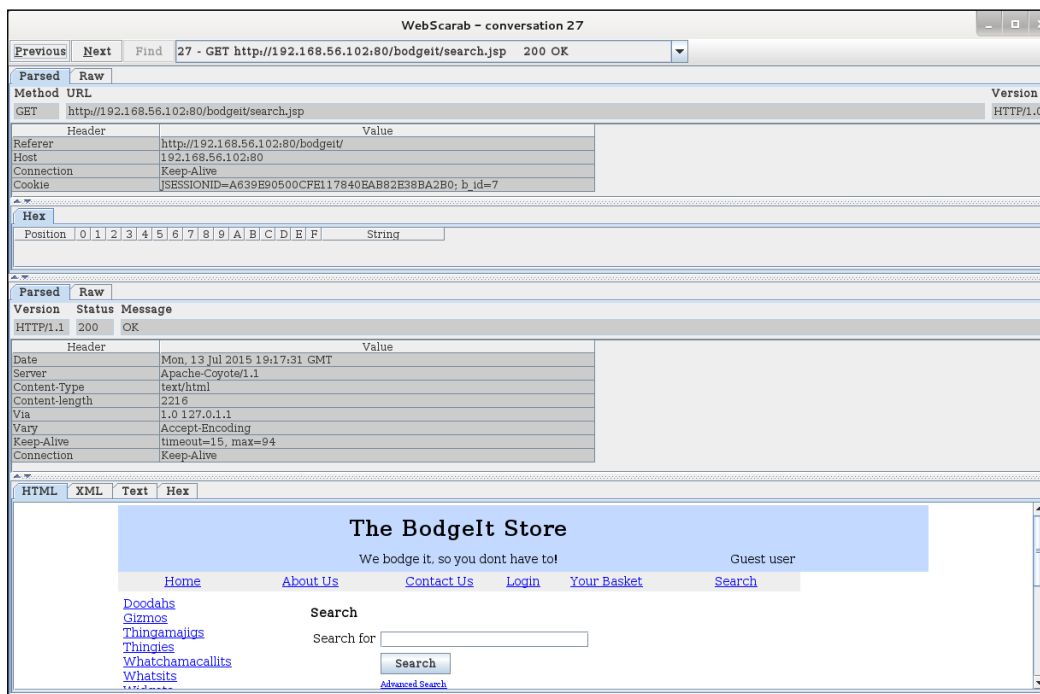 WebScarab - conversation 27
Previous Next Find 27 - GET http://192.168.56.102:80/bodgeit/search.jsp 200 OK
Parsed Raw
Method URL Version
GET http://192.168.56.102:80/bodgeit/search.jsp HTTP/1.0
Header Value
Referer http://192.168.56.102:80/bodgeit/
Host 192.168.56.102:80
Connection Keep-Alive
Cookie JSESSIONID=A639E90500CFE117840EAB82E38BA2B0; b_id=7
Hex
Position 0 1 2 3 4 5 6 7 8 9 A B C D E F String
Parsed Raw
Version Status Message
HTTP/1.1 200 OK
Header Value
Date Mon, 13 Jul 2015 19:17:31 GMT
Server Apache-Coyote/1.1
Content-Type text/html
Content-length 2216
Via 1.0 127.0.1.1
Vary Accept-Encoding
Keep-Alive timeout=15, max=94
Connection Keep-Alive
HTML XML Text Hex
The BodgeIt Store
We bodge it, so you dont have to! Guest user
Home About Us Contact Us Login Your Basket Search
Doodahs
Gizmos
Thingamajigs
Thingies
Whatchamacallits
Whatsits
Search
Search for
Search
Advanced Search